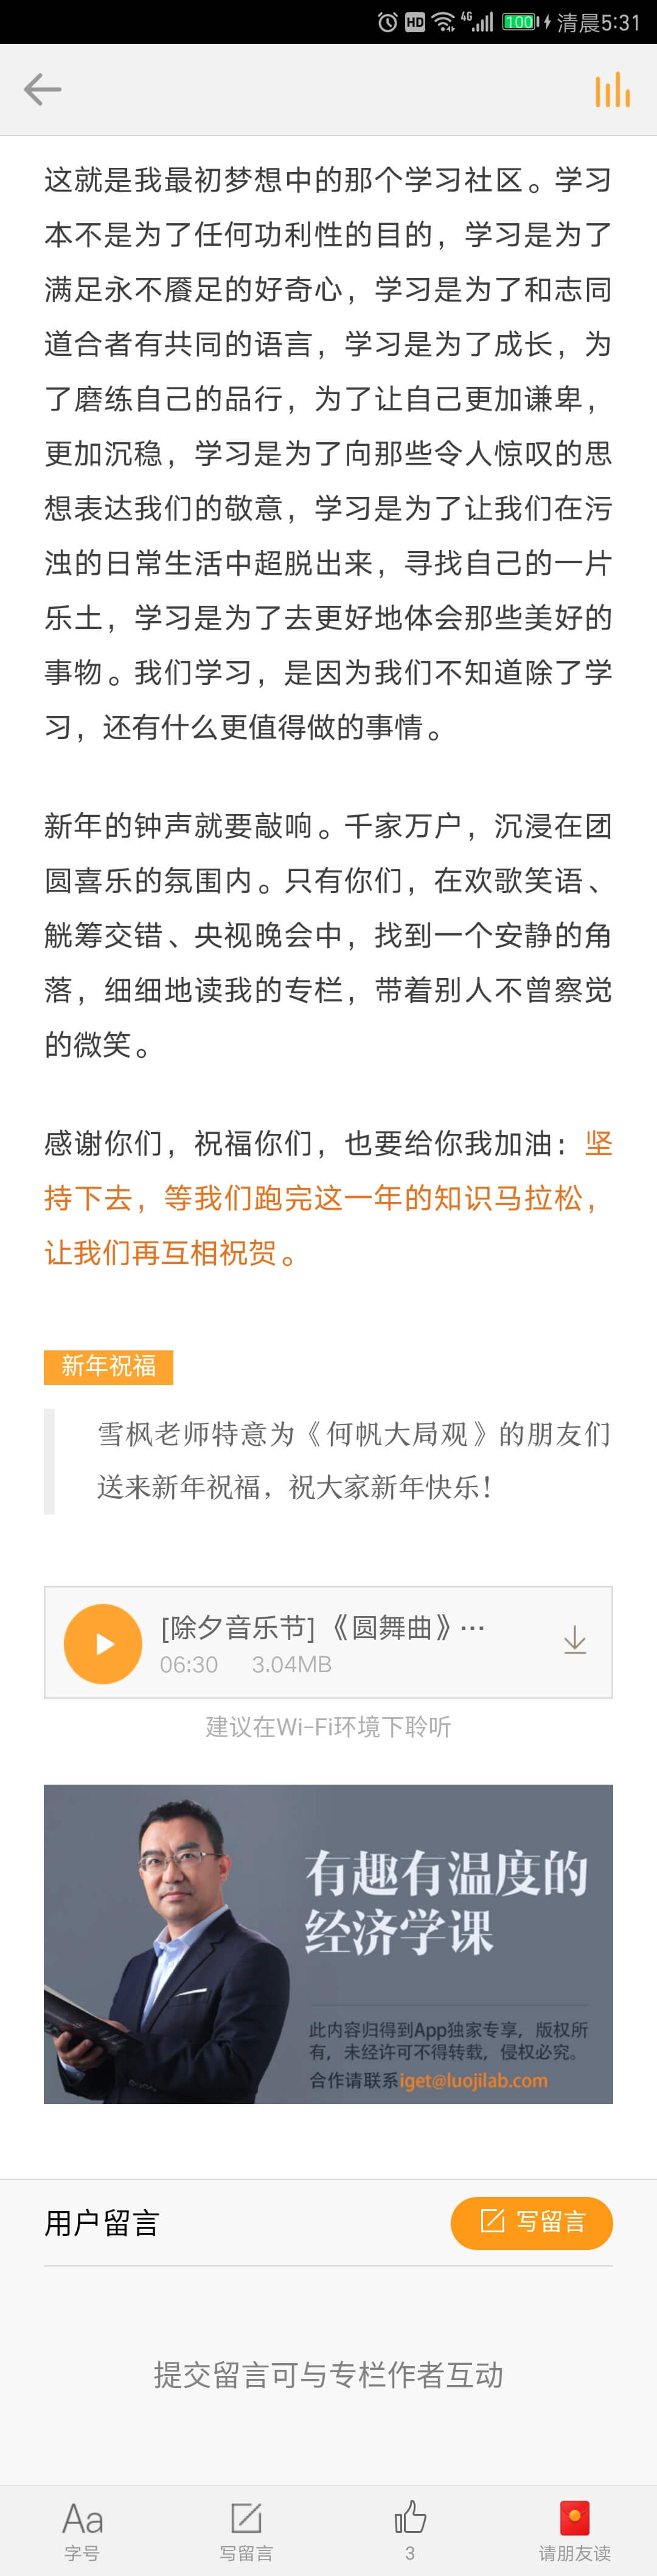 HD 4G 100 清晨5:31
这就是我最初梦想中的那个学习社区。学习
本不是为了任何功利性的目的，学习是为了
满足永不餍足的好奇心，学习是为了和志同
道合者有共同的语言，学习是为了成长，为
了磨练自己的品行，为了让自己更加谦卑，
更加沉稳，学习是为了向那些令人惊叹的思
想表达我们的敬意，学习是为了让我们在污
浊的日常生活中超脱出来，寻找自己的一片
乐土，学习是为了去更好地体会那些美好的
事物。我们学习，是因为我们不知道除了学
习，还有什么更值得做的事情。
新年的钟声就要敲响。千家万户，沉浸在团
圆喜乐的氛围内。只有你们，在欢歌笑语、
觥筹交错、央视晚会中，找到一个安静的角
落，细细地读我的专栏，带着别人不曾察觉
的微笑。
感谢你们，祝福你们，也要给你我加油：坚
持下去，等我们跑完这一年的知识马拉松，
让我们再互相祝贺。
新年祝福
雪枫老师特意为《何帆大局观》的朋友们
送来新年祝福，祝大家新年快乐！
[除夕音乐节]《圆舞曲》…
06:30 3.04MB
建议在Wi-Fi环境下聆听
有趣有温度的
经济学课
此内容归得到App独家专享，版权所
有，未经许可不得转载，侵权必究。
合作请联系iget@luojilab.com
用户留言
写留言
提交留言可与专栏作者互动
Aa
字号 写留言 3 请朋友读